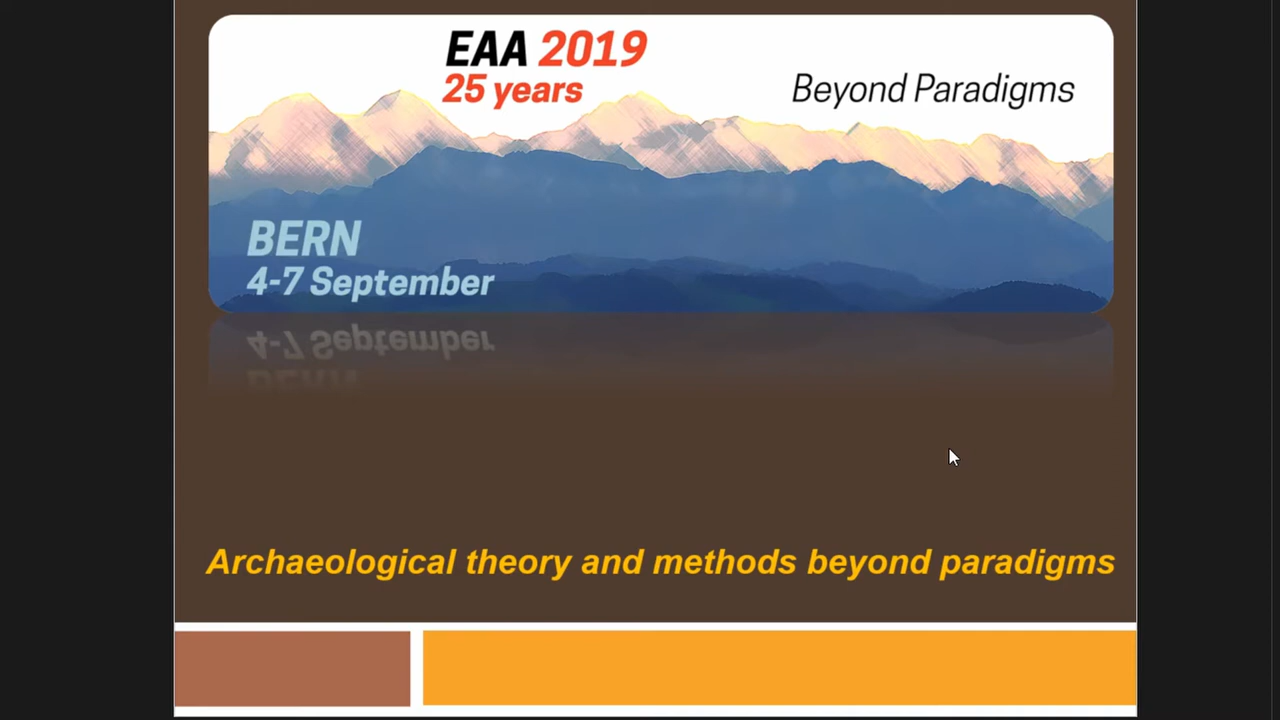 EAA 2019
25 years
Beyond Paradigms
BERN
4-7 September
Archaeological theory and methods beyond paradigms